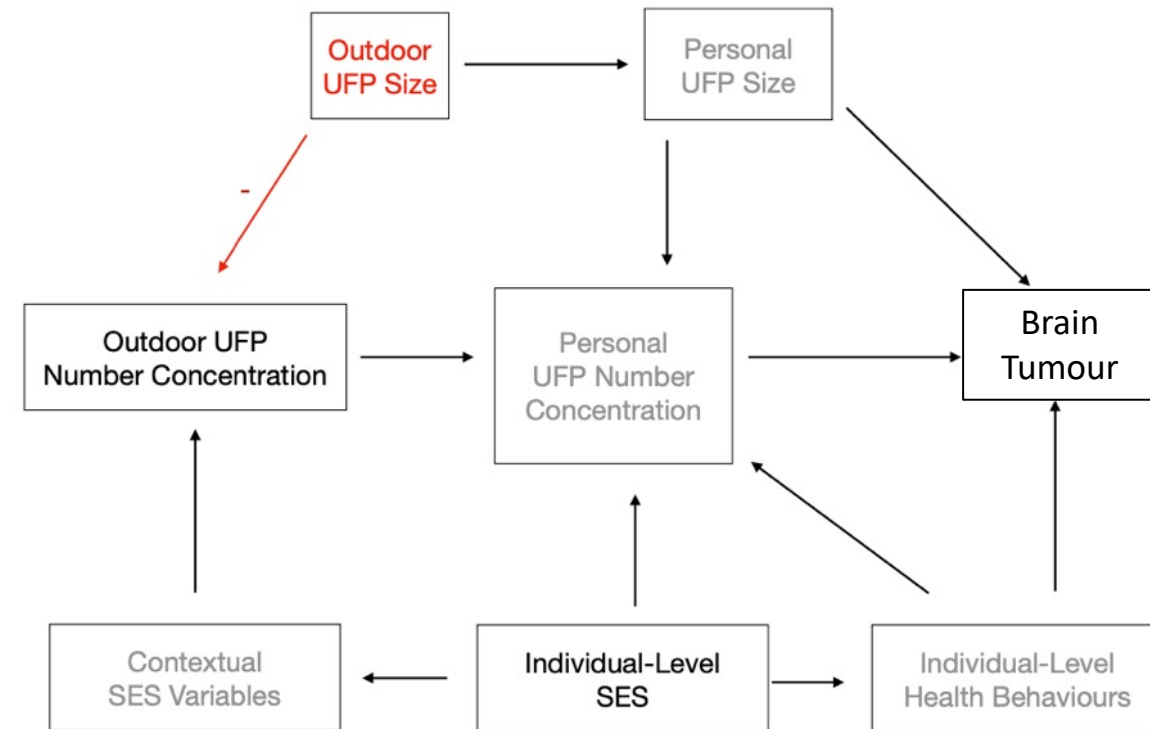 Outdoor
UFP Size
Personal
UFP Size
-
Outdoor UFP
Number Concentration
Personal
UFP Number
Concentration
Brain
Tumour
Contextual
SES Variables
Individual-Level
SES
Individual-Level
Health Behaviours